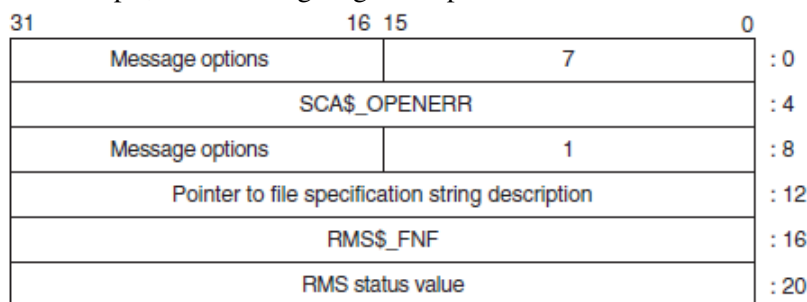 31 16 15 0
Message options 7 : 0
SCA$_OPENERR : 4
Message options 1 : 8
Pointer to file specification string description : 12
RMS$_FNF : 16
RMS status value : 20